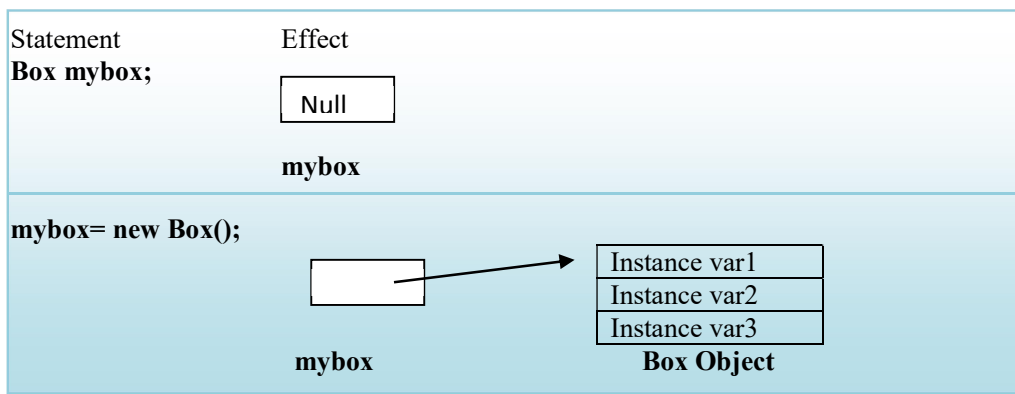 Statement Effect
Box mybox;
Null
mybox
mybox= new Box();
Instance var1
Instance var2
Instance var3
mybox Box Object